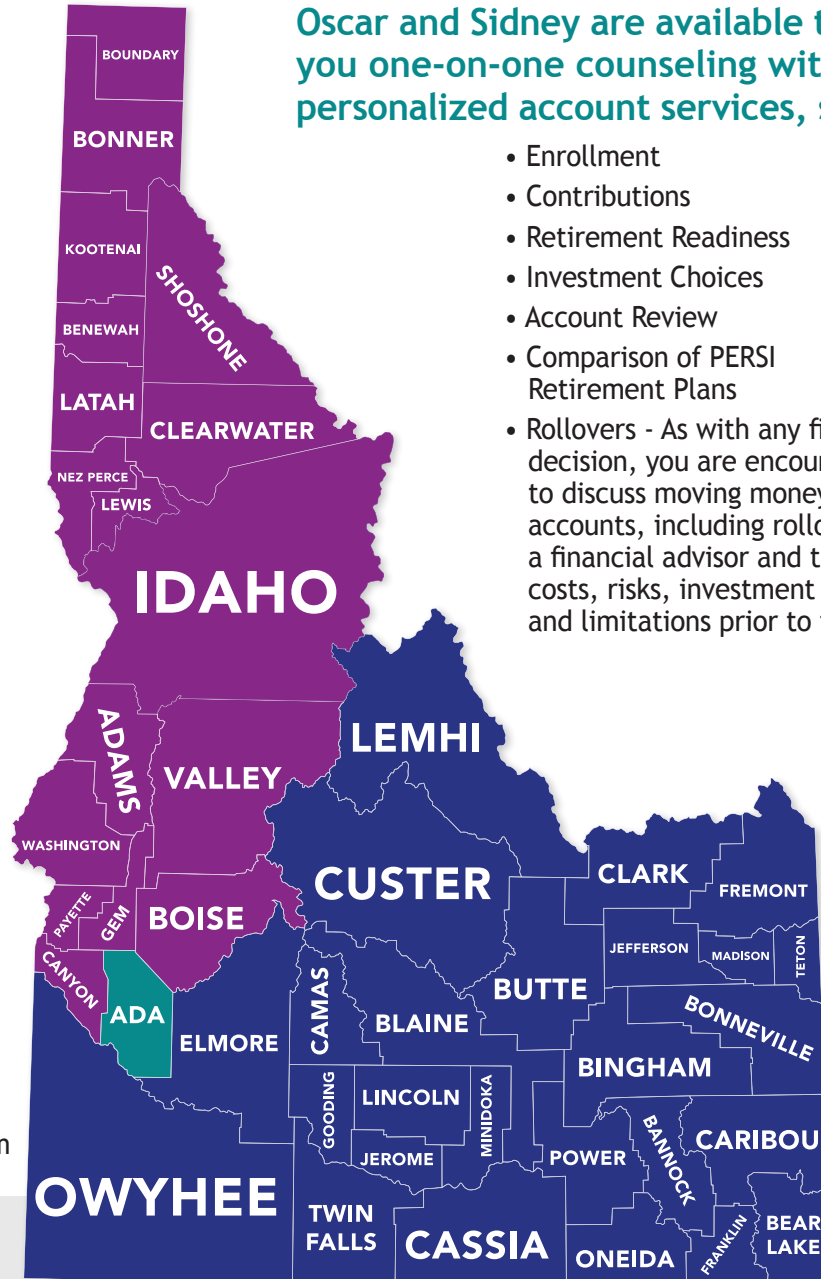 Oscar and Sidney are available
you one-on-one counseling
personalized account services,
• Enrollment
• Contributions
• Retirement Readiness
• Investment Choices
• Account Review
• Comparison of PERSI
Retirement Plans
• Rollovers - As with any
decision, you are
to discuss moving money
accounts, including
a financial advisor and
costs, risks, investment
and limitations prior to
BOUNDARY
BONNER
KOOTENAI
SHOSHONE
BENEWAH
LATAH
CLEARWATER
NEZ PERCE
LEWIS
IDAHO
ADAMS
LEMHI
VALLEY
WASHINGTON
CUSTER
CLARK
FREMONT
PAYETTE
GEM
BOISE
JEFFERSON
MADISON
TETON
CANYON
ADA
BUTTE
ELMORE
CAMAS
BLAINE
BONNEVILLE
BINGHAM
GOODING
LINCOLN
MINIDOKA
JEROME
POWER
BANNOCK
CARIBOU
OWYHEE
TWIN
FALLS
CASSIA
ONEIDA
FRANKLIN
BEAR
LAKE